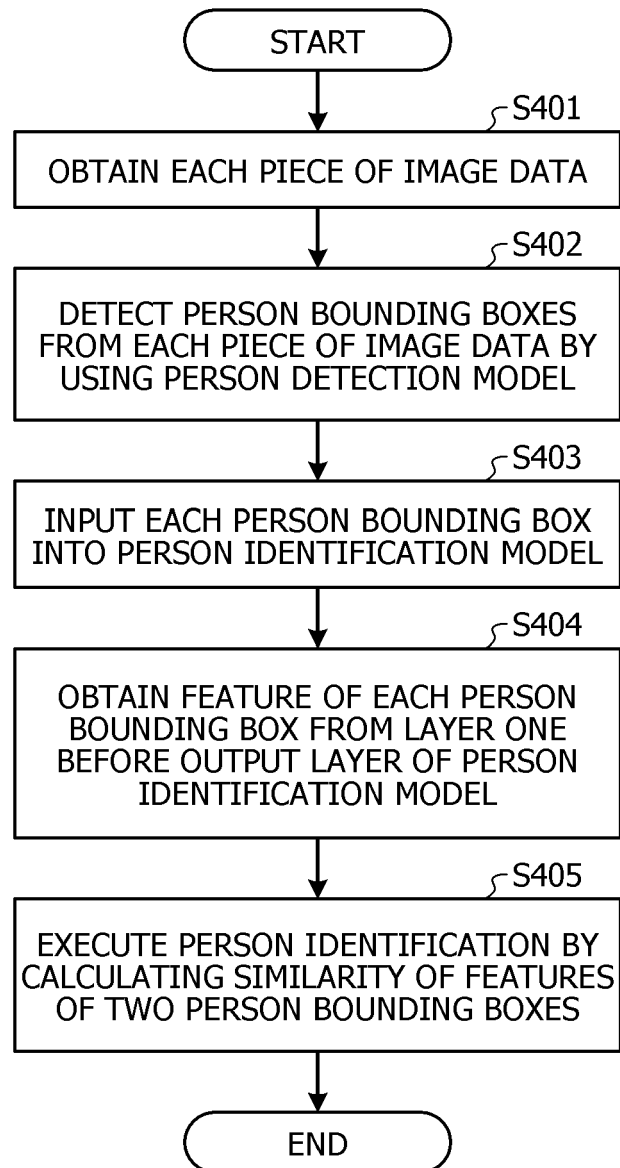 START
S401
OBTAIN EACH PIECE OF IMAGE DATA
S402
DETECT PERSON BOUNDING BOXES
FROM EACH PIECE OF IMAGE DATA BY
USING PERSON DETECTION MODEL
S403
INPUT EACH PERSON BOUNDING BOX
INTO PERSON IDENTIFICATION MODEL
S404
OBTAIN FEATURE OF EACH PERSON
BOUNDING BOX FROM LAYER ONE
BEFORE OUTPUT LAYER OF PERSON
IDENTIFICATION MODEL
S405
EXECUTE PERSON IDENTIFICATION BY
CALCULATING SIMILARITY OF FEATURES
OF TWO PERSON BOUNDING BOXES
END